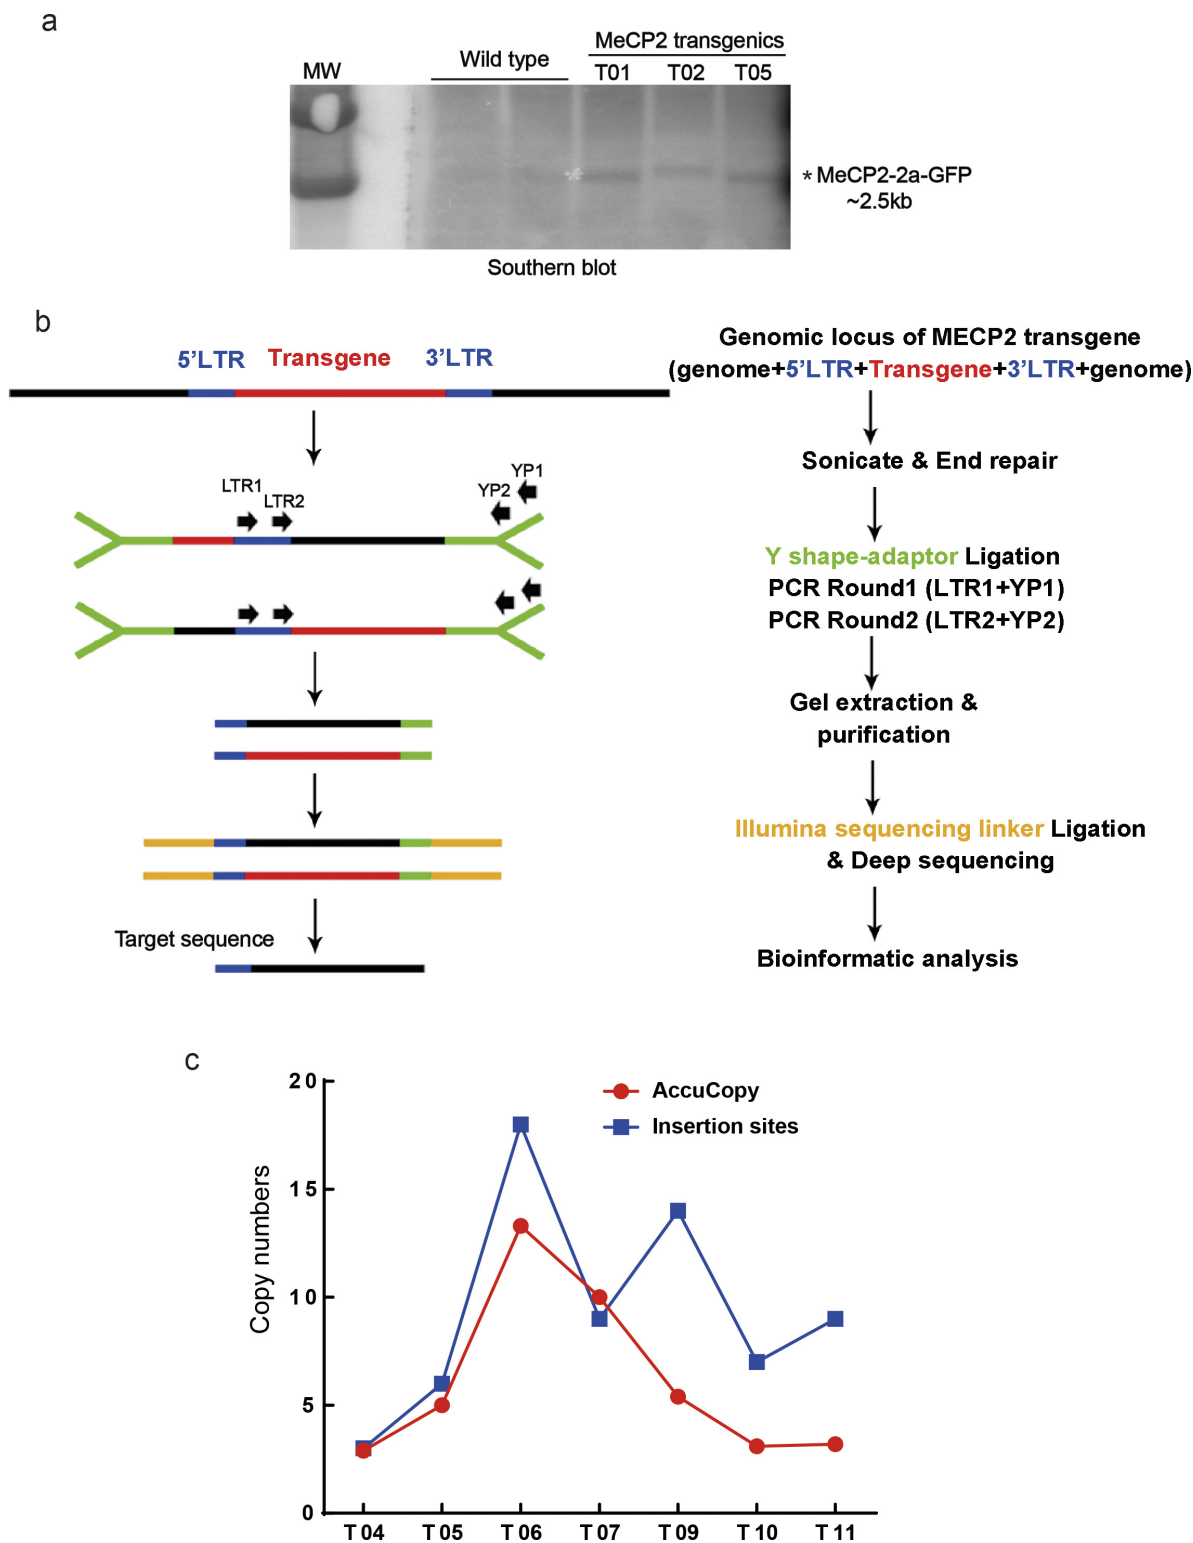 a
MeCP2 transgenics
Wild type
MW
T01 T02 T05
* MeCP2-2a-GFP
~2.5kb
Southern blot
b
5'LTR Transgene 3'LTR
LTR1
LTR2
YP1
YP2
Target sequence
Genomic locus of MECP2 transgene
(genome+5'LTR+Transgene+3'LTR+genome)
Sonicate & End repair
Y shape-adaptor Ligation
PCR Round1 (LTR1+YP1)
PCR Round2 (LTR2+YP2)
Gel extraction &
purification
Illumina sequencing linker Ligation
& Deep sequencing
Bioinformatic analysis
c
AccuCopy
Insertion sites
Copy numbers
20
15
10
5
0
T04 T05 T06 T07 T09 T10 T11